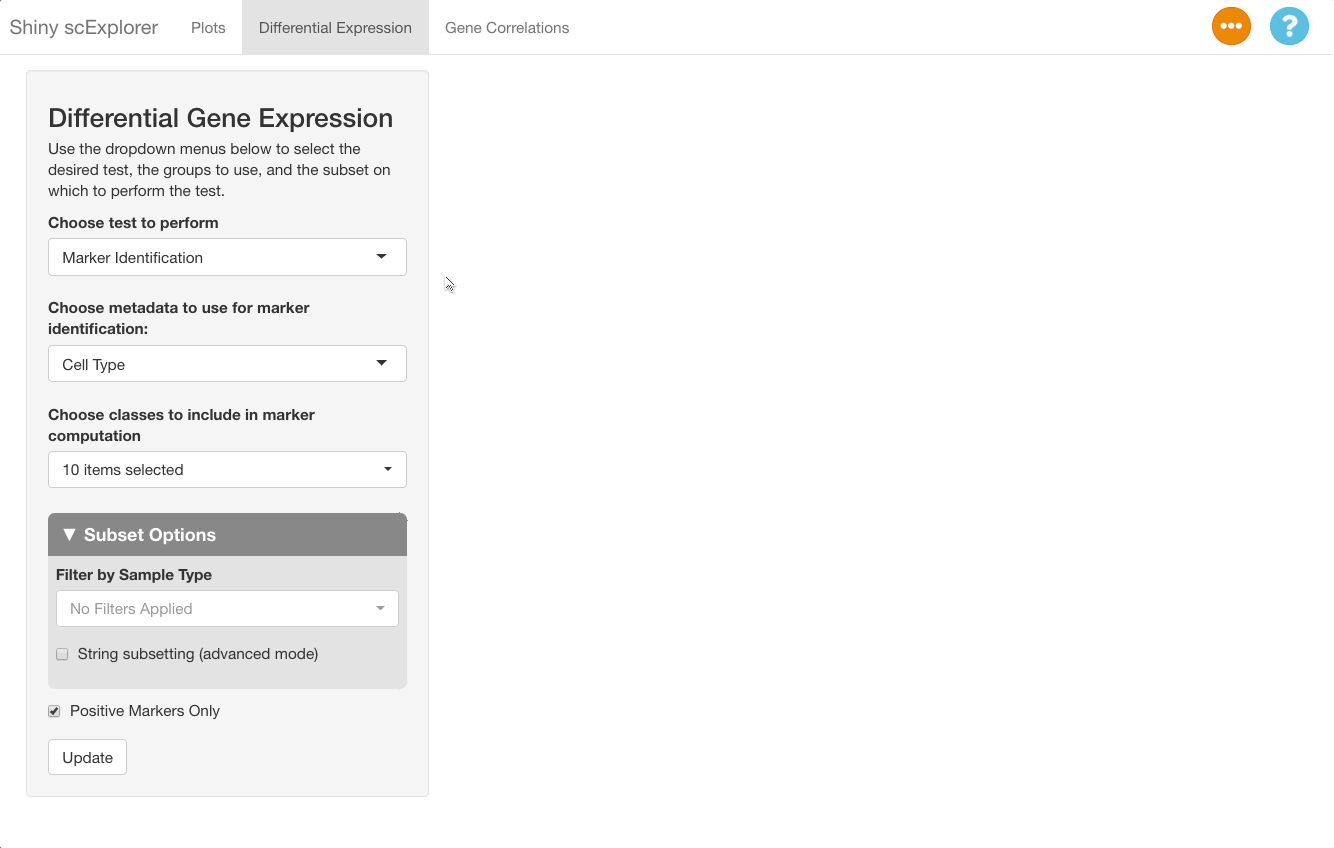 Shiny scExplorer
Plots
Differential Expression
Gene Correlations
Differential Gene Expression
Use the dropdown menus below to select the
desired test, the groups to use, and the subset on
which to perform the test.
Choose test to perform
Marker Identification
Choose metadata to use for marker
identification:
Cell Type
Choose classes to include in marker
computation
10 items selected
▼ Subset Options
Filter by Sample Type
No Filters Applied
String subsetting (advanced mode)
Positive Markers Only
Update